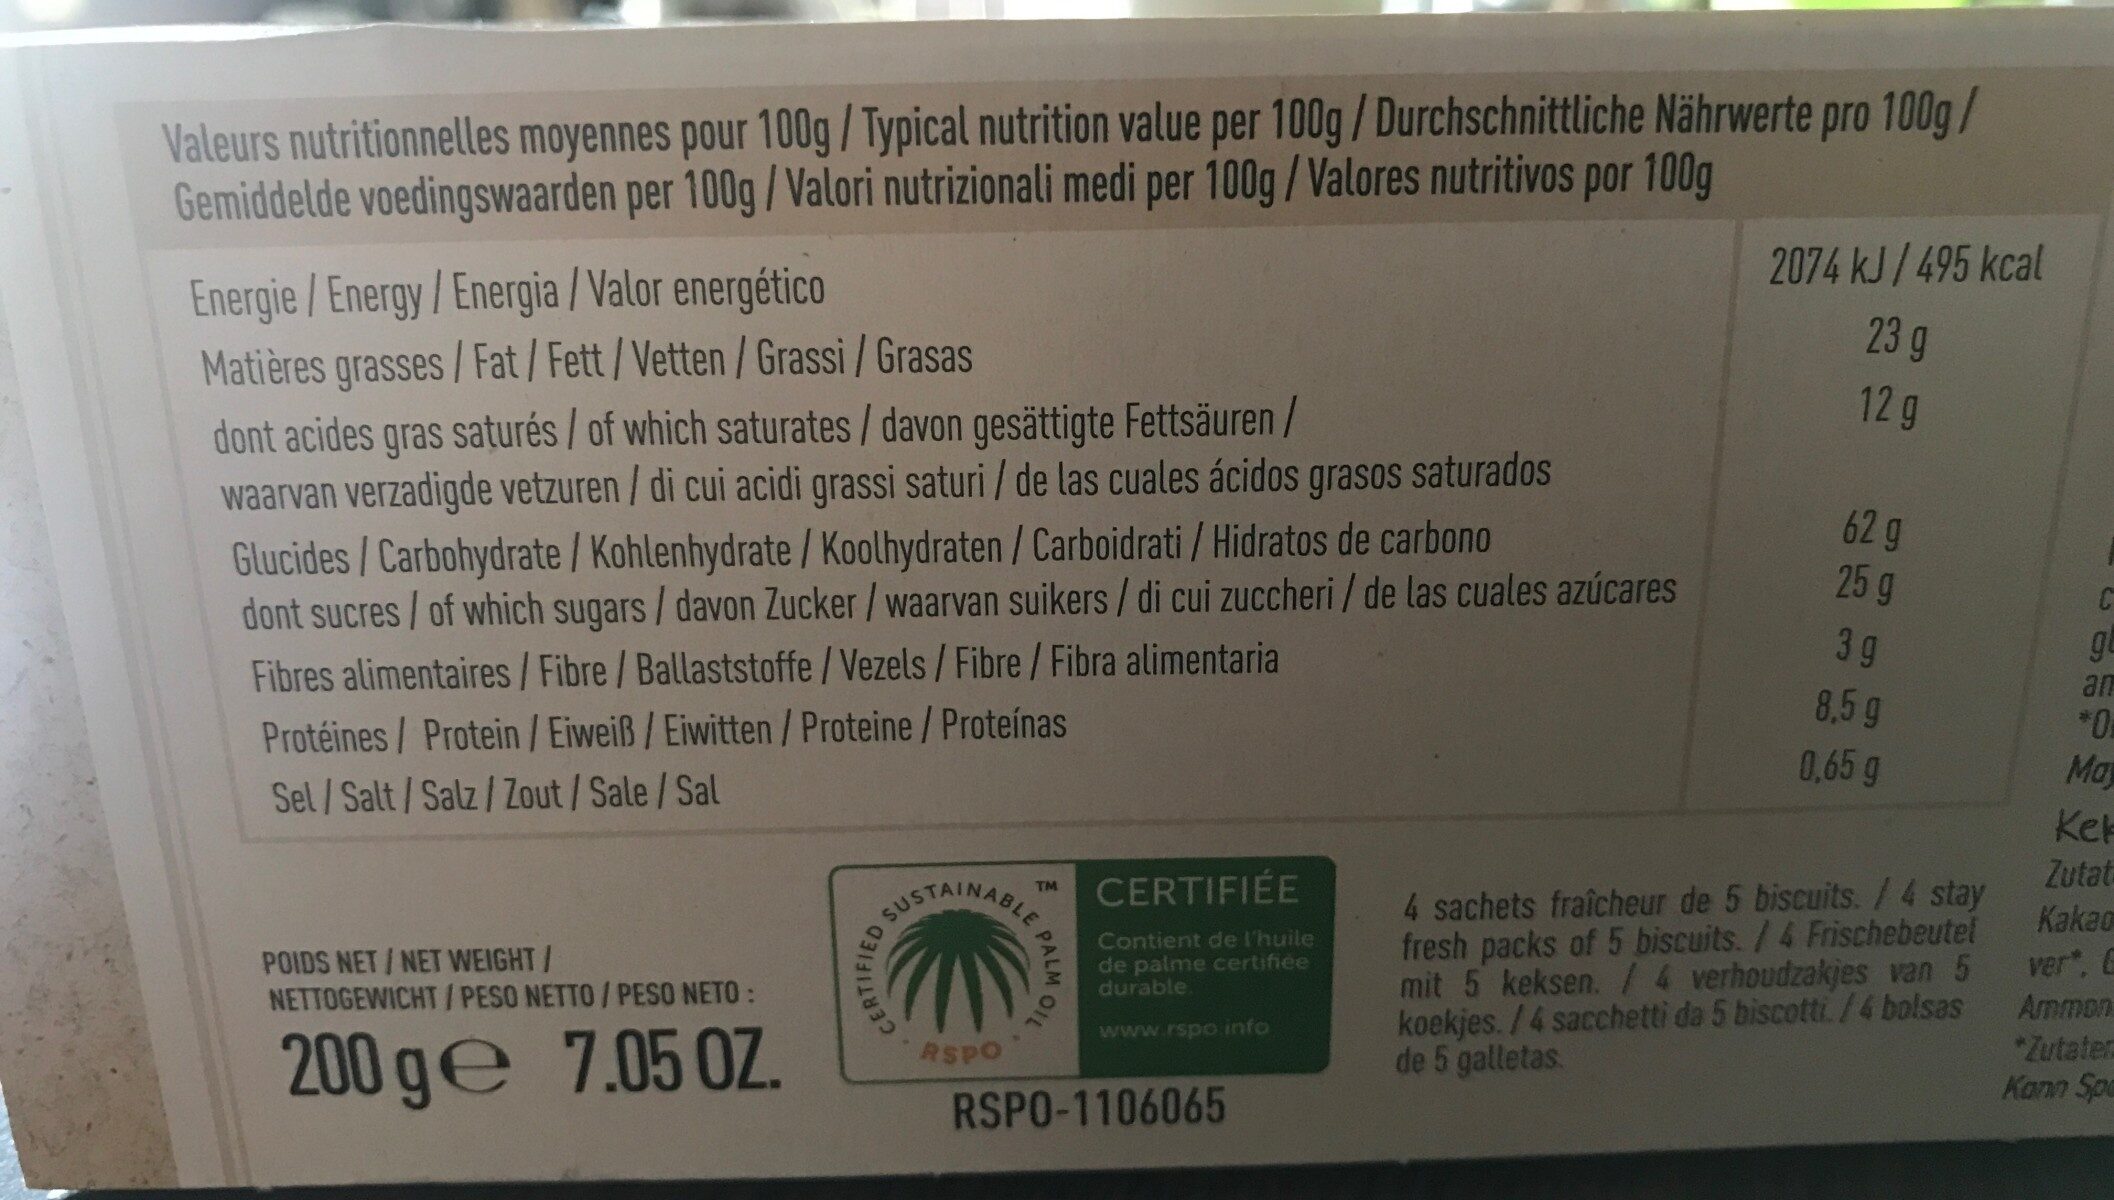 Valeurs nutritionnelles moyennes pour 100g / Typical nutrition value per 100g / Durchschnittliche Nährwerte pro 100g /
Gemiddelde voedingswaarden per 100g / Valori nutrizionali medi per 100g / Valores nutritivos por 100g
Energie / Energy / Energia / Valor energético 2074 kJ / 495 kcal
Matières grasses / Fat / Fett / Vetten / Grassi / Grasas 23 g
dont acides gras saturés / of which saturates / davon gesättigte Fettsäuren / 12 g
waarvan verzadigde vetzuren / di cui acidi grassi saturi / de las cuales ácidos grasos saturados
Glucides / Carbohydrate / Kohlenhydrate / Koolhydraten / Carboidrati / Hidratos de carbono 62 g
dont sucres / of which sugars / davon Zucker / waarvan suikers / di cui zuccheri / de las cuales azúcares 25 g
Fibres alimentaires / Fibre / Ballaststoffe / Vezels / Fibre / Fibra alimentaria 3 g
Protéines / Protein / Eiweiß / Eiwitten / Proteine / Proteínas 8,5 g
Sel / Salt / Salz / Zout / Sale / Sal 0,65 g
POIDS NET / NET WEIGHT /
NETTOGEWICHT / PESO NETTO / PESO NETO :
200 g e 7.05 OZ.
CERTIFIED SUSTAINABLE PALM OIL TM
RSPO
CERTIFIÉE
Contient de l'huile
de palme certifiée
durable.
www.rspo.info
RSPO-1106065
4 sachets fraîcheur de 5 biscuits. / 4 stay
fresh packs of 5 biscuits. / 4 Frischebeutel
mit 5 keksen. / 4 verhoudzakjes van 5
koekjes. / 4 sacchetti da 5 biscotti. / 4 bolsas
de 5 galletas.